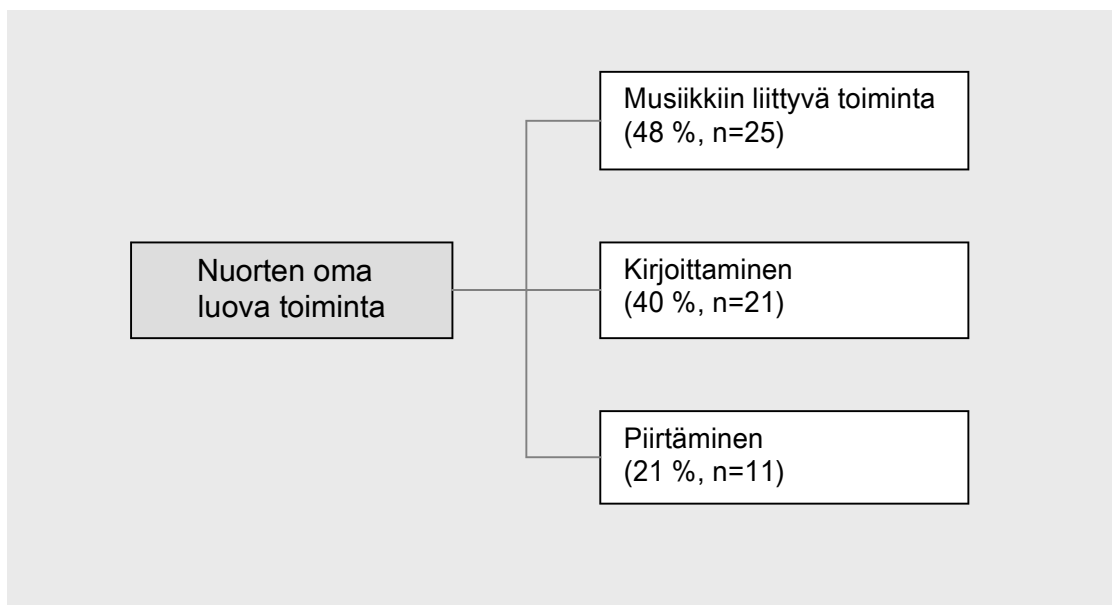 Musiikkiin liittyvä toiminta
(48 %, n=25)
Nuorten oma
luova toiminta
Kirjoittaminen
(40 %, n=21)
Piirtäminen
(21 %, n=11)